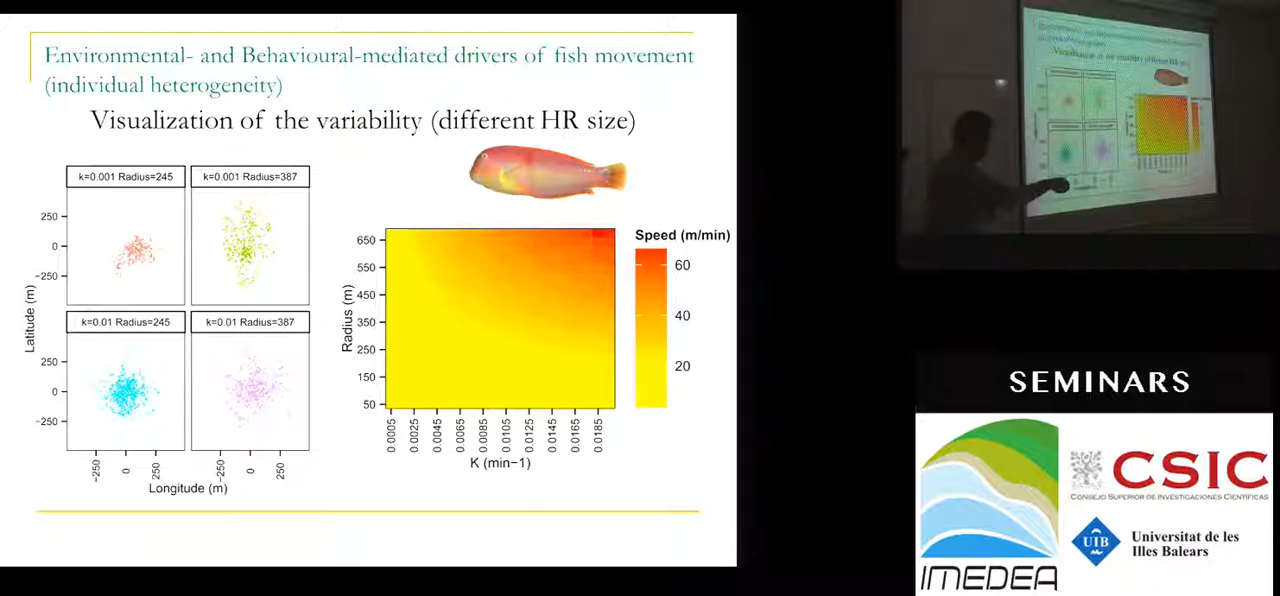 Environmental- and Behavioural-mediated drivers of fish movement
(individual heterogeneity)
Visualization of the variability (different HR size)
k=0.001 Radius=245
k=0.001 Radius=387
250
0
−250
k=0.01 Radius=245
k=0.01 Radius=387
250
0
−250
Latitude (m)
−250
0
250
−250
0
250
Longitude (m)
650
550
450
350
250
150
50
Radius (m)
0.0005
0.0025
0.0045
0.0065
0.0085
0.0105
0.0125
0.0145
0.0165
0.0185
K (min−1)
Speed (m/min)
60
40
20
SEMINARS
IMEDEA
CSIC
CONSEJO SUPERIOR DE INVESTIGACIONES CIENTÍFICAS
UIB
Universitat de les
Illes Balears